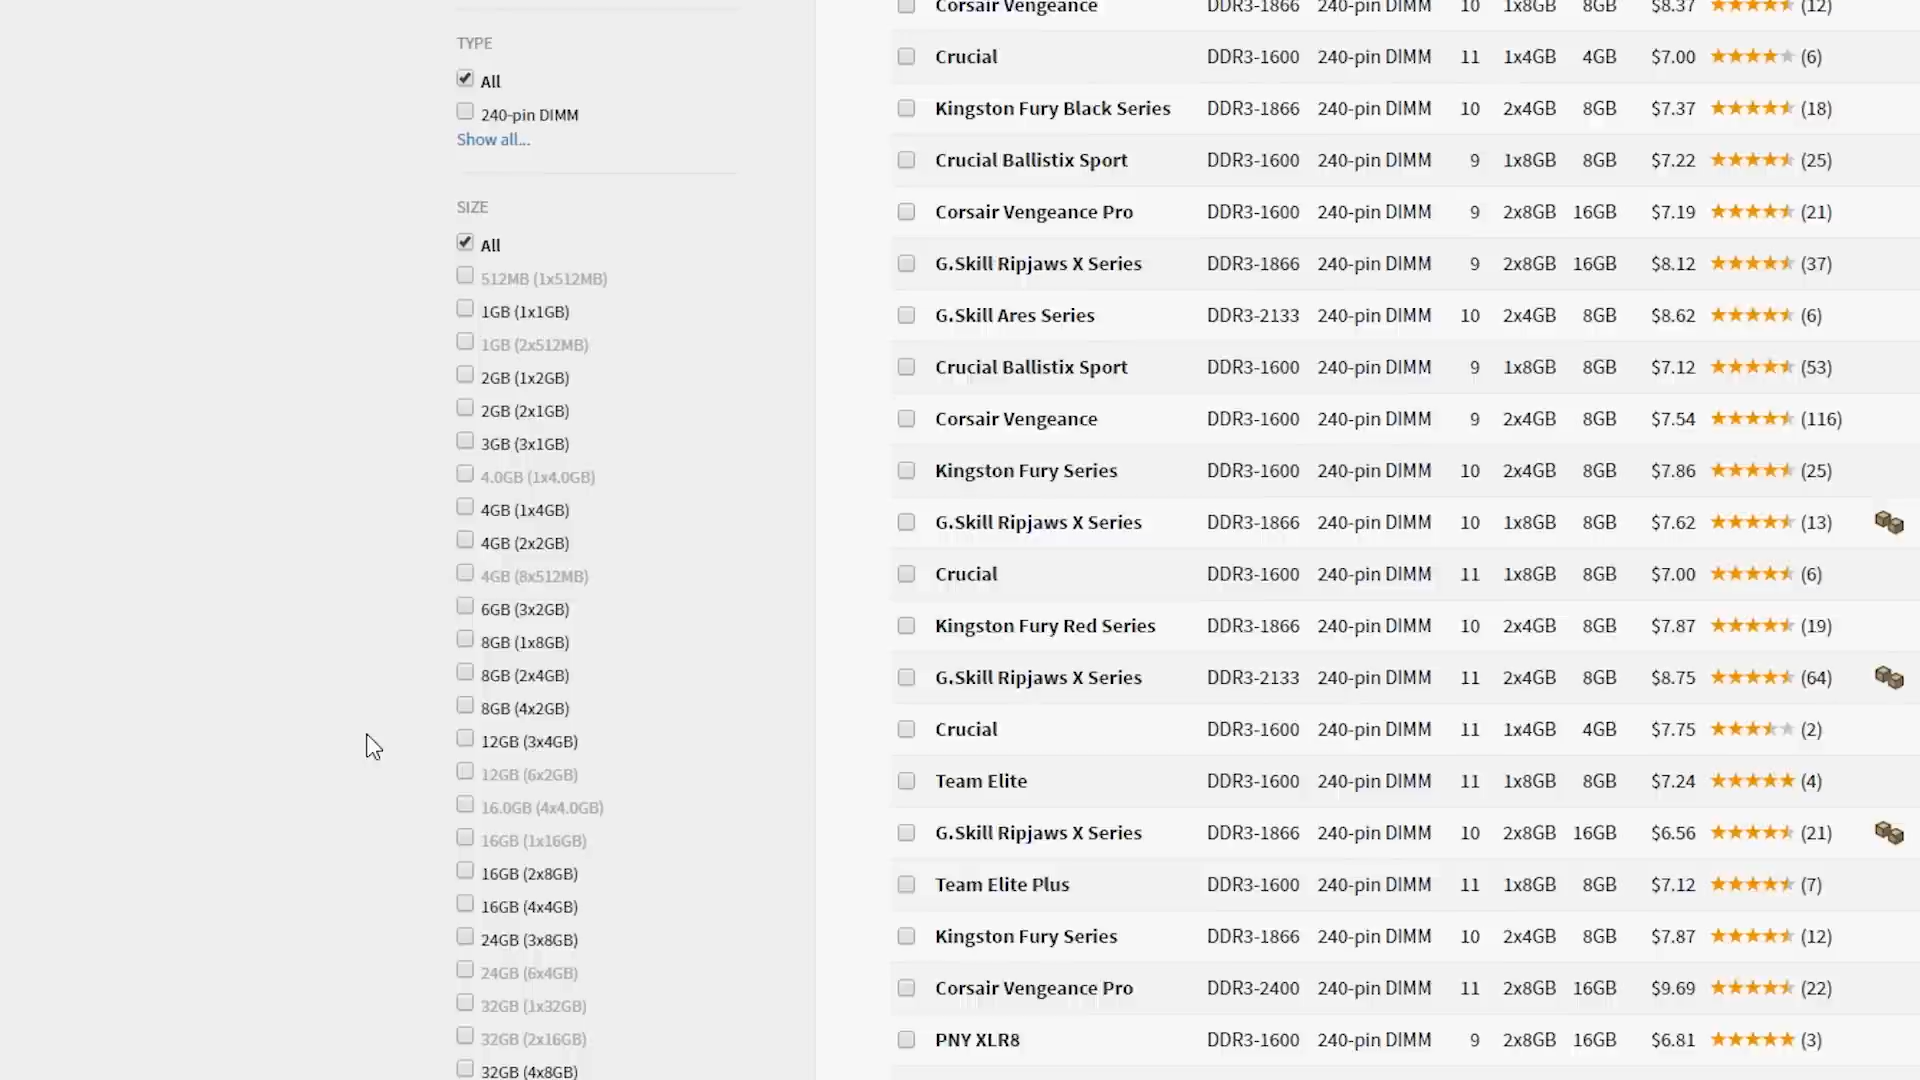 TYPE
All
240-pin DIMM
Show all...
SIZE
All
512MB (1x512MB)
1GB (1x1GB)
1GB (2x512MB)
2GB (1x2GB)
2GB (2x1GB)
3GB (3x1GB)
4.0GB (1x4.0GB)
4GB (1x4GB)
4GB (2x2GB)
4GB (8x512MB)
6GB (3x2GB)
8GB (1x8GB)
8GB (2x4GB)
8GB (4x2GB)
12GB (3x4GB)
12GB (6x2GB)
16.0GB (4x4.0GB)
16GB (1x16GB)
16GB (2x8GB)
16GB (4x4GB)
24GB (3x8GB)
24GB (6x4GB)
32GB (1x32GB)
32GB (2x16GB)
32GB (4x8GB)
Corsair Vengeance DDR3-1866 240-pin DIMM 10 1x8GB 8GB $8.37 (12)
Crucial DDR3-1600 240-pin DIMM 11 1x4GB 4GB $7.00 (6)
Kingston Fury Black Series DDR3-1866 240-pin DIMM 10 2x4GB 8GB $7.37 (18)
Crucial Ballistix Sport DDR3-1600 240-pin DIMM 9 1x8GB 8GB $7.22 (25)
Corsair Vengeance Pro DDR3-1600 240-pin DIMM 9 2x8GB 16GB $7.19 (21)
G.Skill Ripjaws X Series DDR3-1866 240-pin DIMM 9 2x8GB 16GB $8.12 (37)
G.Skill Ares Series DDR3-2133 240-pin DIMM 10 2x4GB 8GB $8.62 (6)
Crucial Ballistix Sport DDR3-1600 240-pin DIMM 9 1x8GB 8GB $7.12 (53)
Corsair Vengeance DDR3-1600 240-pin DIMM 9 2x4GB 8GB $7.54 (116)
Kingston Fury Series DDR3-1600 240-pin DIMM 10 2x4GB 8GB $7.86 (25)
G.Skill Ripjaws X Series DDR3-1866 240-pin DIMM 10 1x8GB 8GB $7.62 (13)
Crucial DDR3-1600 240-pin DIMM 11 1x8GB 8GB $7.00 (6)
Kingston Fury Red Series DDR3-1866 240-pin DIMM 10 2x4GB 8GB $7.87 (19)
G.Skill Ripjaws X Series DDR3-2133 240-pin DIMM 11 2x4GB 8GB $8.75 (64)
Crucial DDR3-1600 240-pin DIMM 11 1x4GB 4GB $7.75 (2)
Team Elite DDR3-1600 240-pin DIMM 11 1x8GB 8GB $7.24 (4)
G.Skill Ripjaws X Series DDR3-1866 240-pin DIMM 10 2x8GB 16GB $6.56 (21)
Team Elite Plus DDR3-1600 240-pin DIMM 11 1x8GB 8GB $7.12 (7)
Kingston Fury Series DDR3-1866 240-pin DIMM 10 2x4GB 8GB $7.87 (12)
Corsair Vengeance Pro DDR3-2400 240-pin DIMM 11 2x8GB 16GB $9.69 (22)
PNY XLR8 DDR3-1600 240-pin DIMM 9 2x8GB 16GB $6.81 (3)